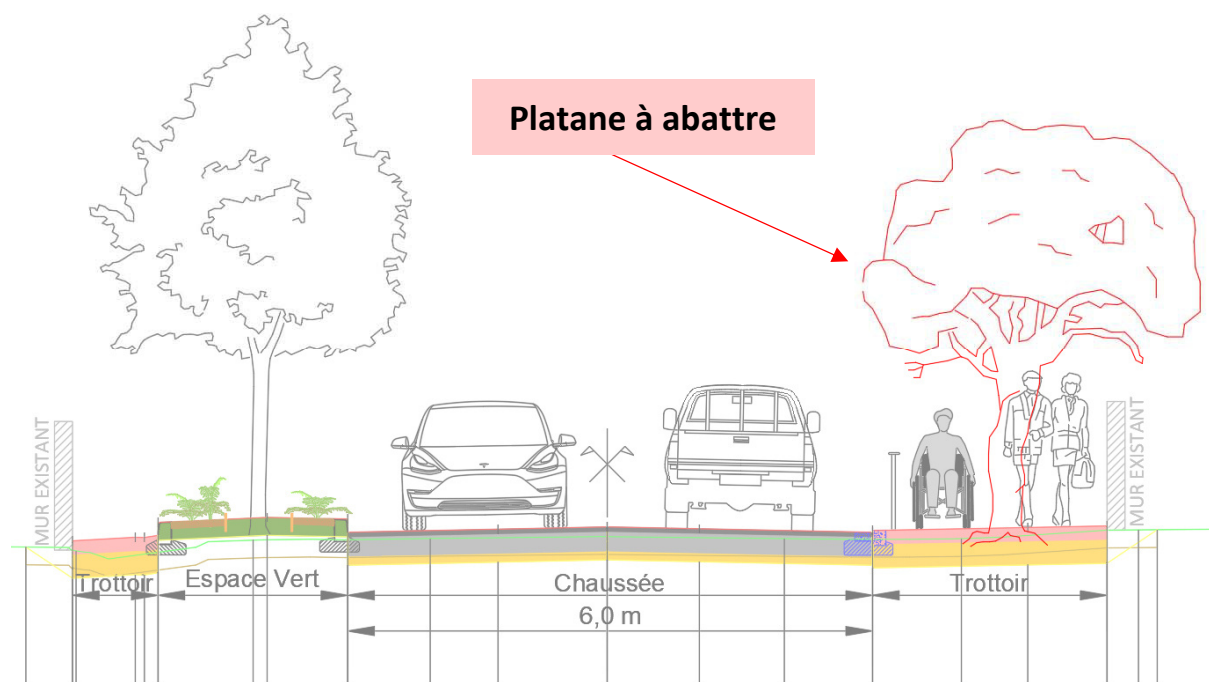 Platane à abattre
MUR EXISTANT
MUR EXISTANT
Trottoir
Espace Vert
Chaussée
Trottoir
6,0 m